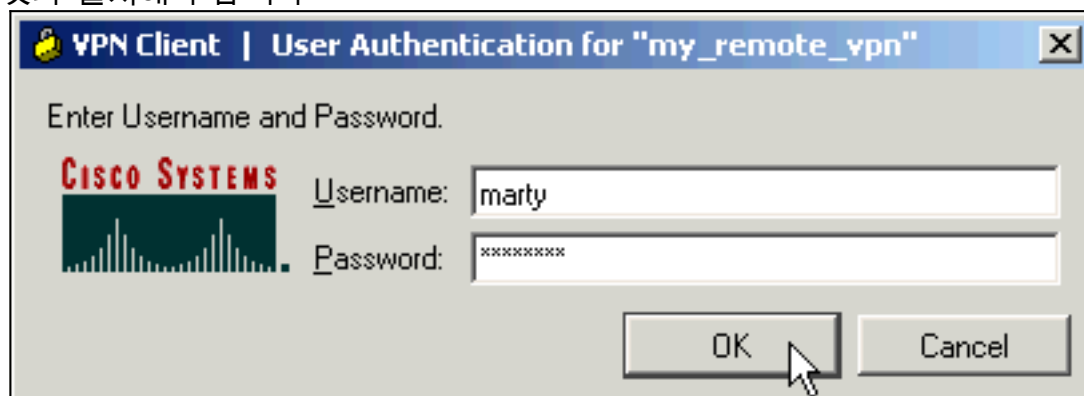 VPN Client | User Authentication for "my_remote_vpn"
Enter Username and Password.
CISCO SYSTEMS
Username: marty
Password: ********
OK Cancel